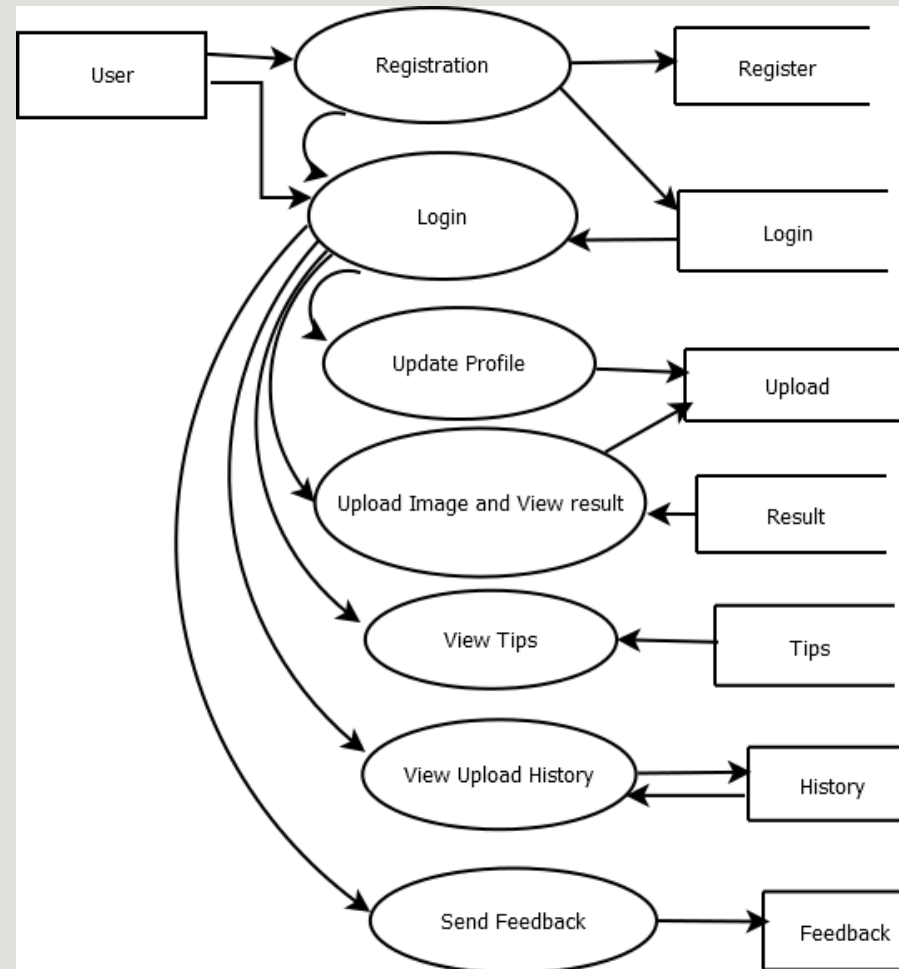 User
Registration
Register
Login
Login
Update Profile
Upload
Upload Image and View result
Result
View Tips
Tips
View Upload History
History
Send Feedback
Feedback